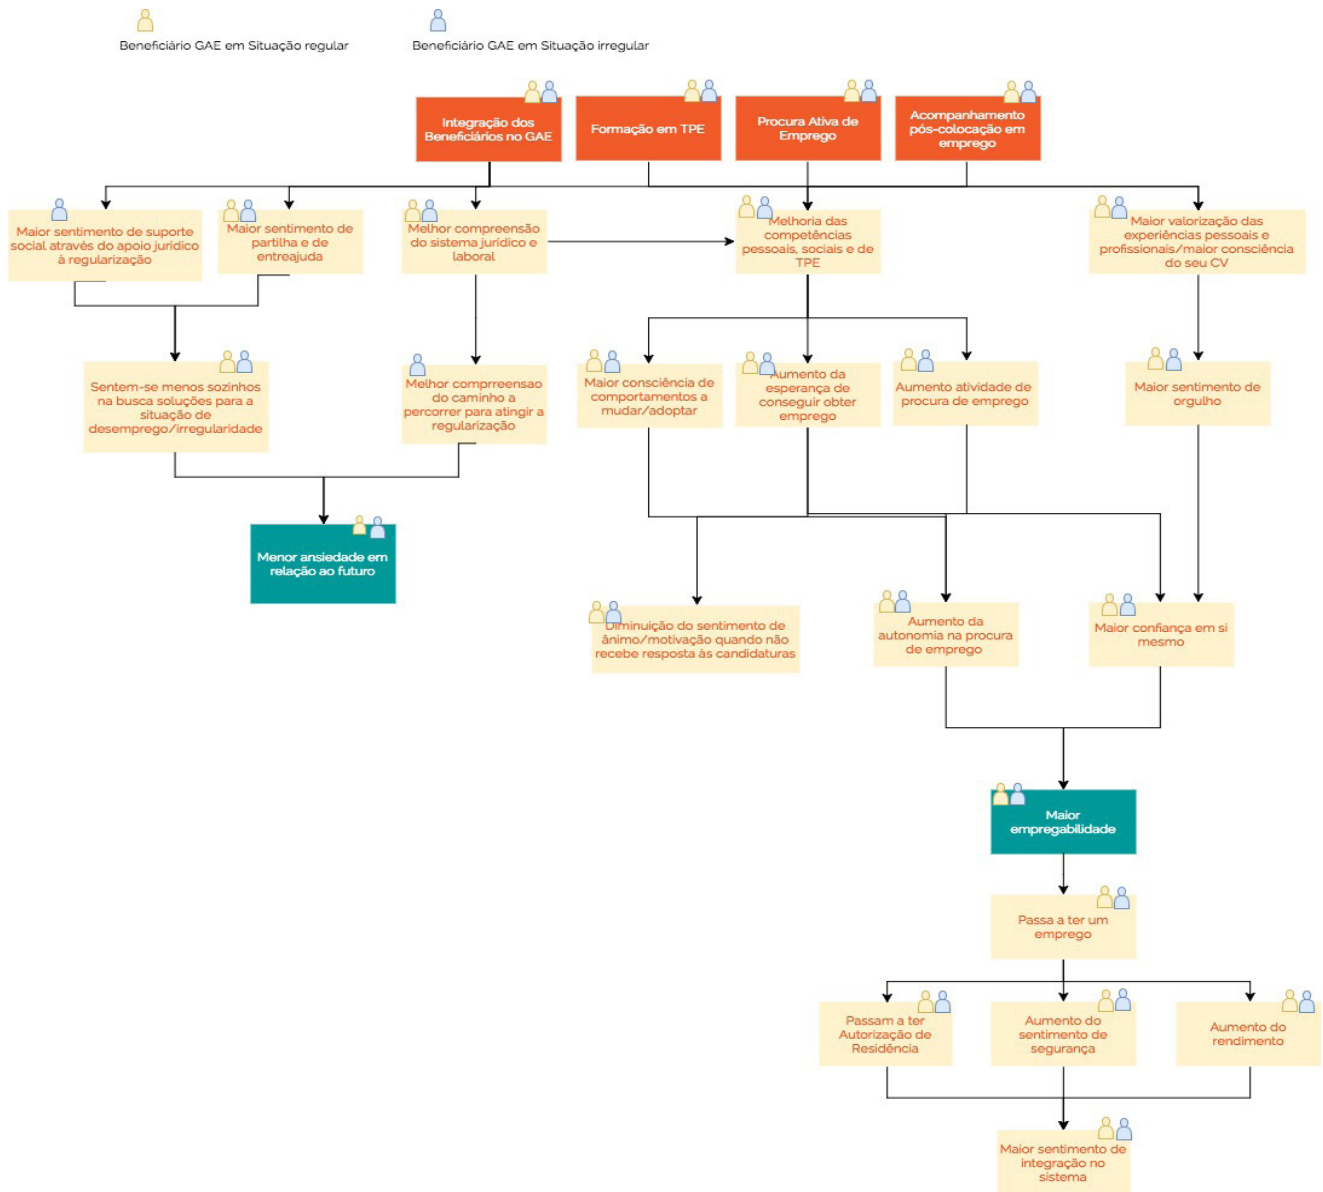 Beneficiário GAE em Situação regular
Beneficiário GAE em Situação irregular
Integração dos
Beneficiários no GAE
Formação em TPE
Procura Ativa de
Emprego
Acompanhamento
pós-colocação em
emprego
Maior sentimento de suporte
social através do apoio jurídico
à regularização
Maior sentimento de
partilha e de
entreajuda
Melhor compreensão
do sistema jurídico e
laboral
Melhoria das
competências
pessoais, sociais e de
TPE
Maior valorização das
experiências pessoais e
profissionais/maior consciência
do seu CV
Sentem-se menos sozinhos
na busca soluções para a
situação de
desemprego/irregularidade
Melhor comprreensao
do caminho a
percorrer para atingir a
regularização
Maior consciência de
comportamentos a
mudar/adoptar
Aumento da
esperança de
conseguir obter
emprego
Aumento atividade de
procura de emprego
Maior sentimento de
orgulho
Menor ansiedade em
relação ao futuro
Diminuição do sentimento de
ânimo/motivação quando não
recebe resposta às candidaturas
Aumento da
autonomia na procura
de emprego
Maior confiança em si
mesmo
Maior
empregabilidade
Passa a ter um
emprego
Passam a ter
Autorização de
Residência
Aumento do
sentimento de
segurança
Aumento do
rendimento
Maior sentimento de
integração no
sistema